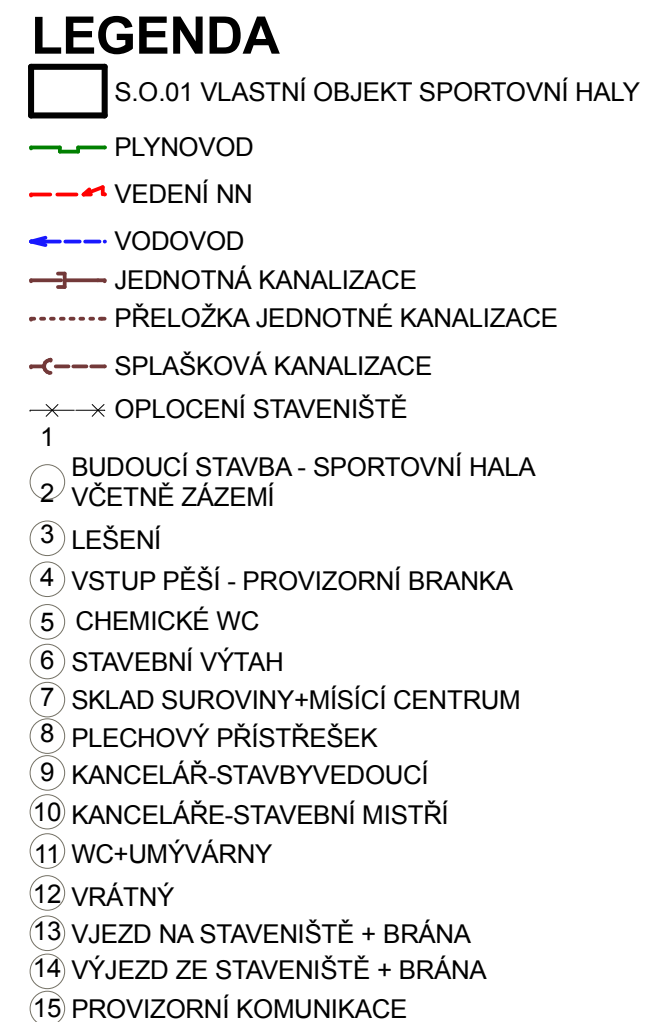 LEGENDA
S.O.01 VLASTNÍ OBJEKT SPORTOVNÍ HALY
PLYNOVOD
VEDENÍ NN
VODOVOD
JEDNOTNÁ KANALIZACE
PŘELOŽKA JEDNOTNÉ KANALIZACE
SPLAŠKOVÁ KANALIZACE
OPLOCENÍ STAVENIŠTĚ
1
BUDOUCÍ STAVBA - SPORTOVNÍ HALA
2 VČETNĚ ZÁZEMÍ
3 LEŠENÍ
4 VSTUP PĚŠÍ - PROVIZORNÍ BRANKA
5 CHEMICKÉ WC
6 STAVEBNÍ VÝTAH
7 SKLAD SUROVINY+MÍSÍCÍ CENTRUM
8 PLECHOVÝ PŘÍSTŘEŠEK
9 KANCELÁŘ-STAVBYVEDOUCÍ
10 KANCELÁŘE-STAVEBNÍ MISTŘÍ
11 WC+UMÝVÁRNY
12 VRÁTNÝ
13 VJEZD NA STAVENIŠTĚ + BRÁNA
14 VÝJEZD ZE STAVENIŠTĚ + BRÁNA
15 PROVIZORNÍ KOMUNIKACE